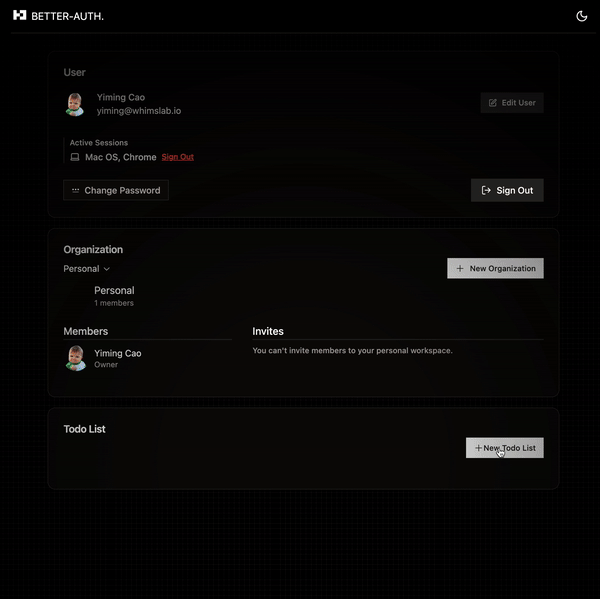 BETTER-AUTH.
User
Yiming Cao
yiming@whimslab.io
Edit User
Active Sessions
Mac OS, Chrome Sign Out
Change Password
Sign Out
Organization
Personal
New Organization
Personal
1 members
Members
Invites
Yiming Cao
Owner
You can't invite members to your personal workspace.
Todo List
New Todo List